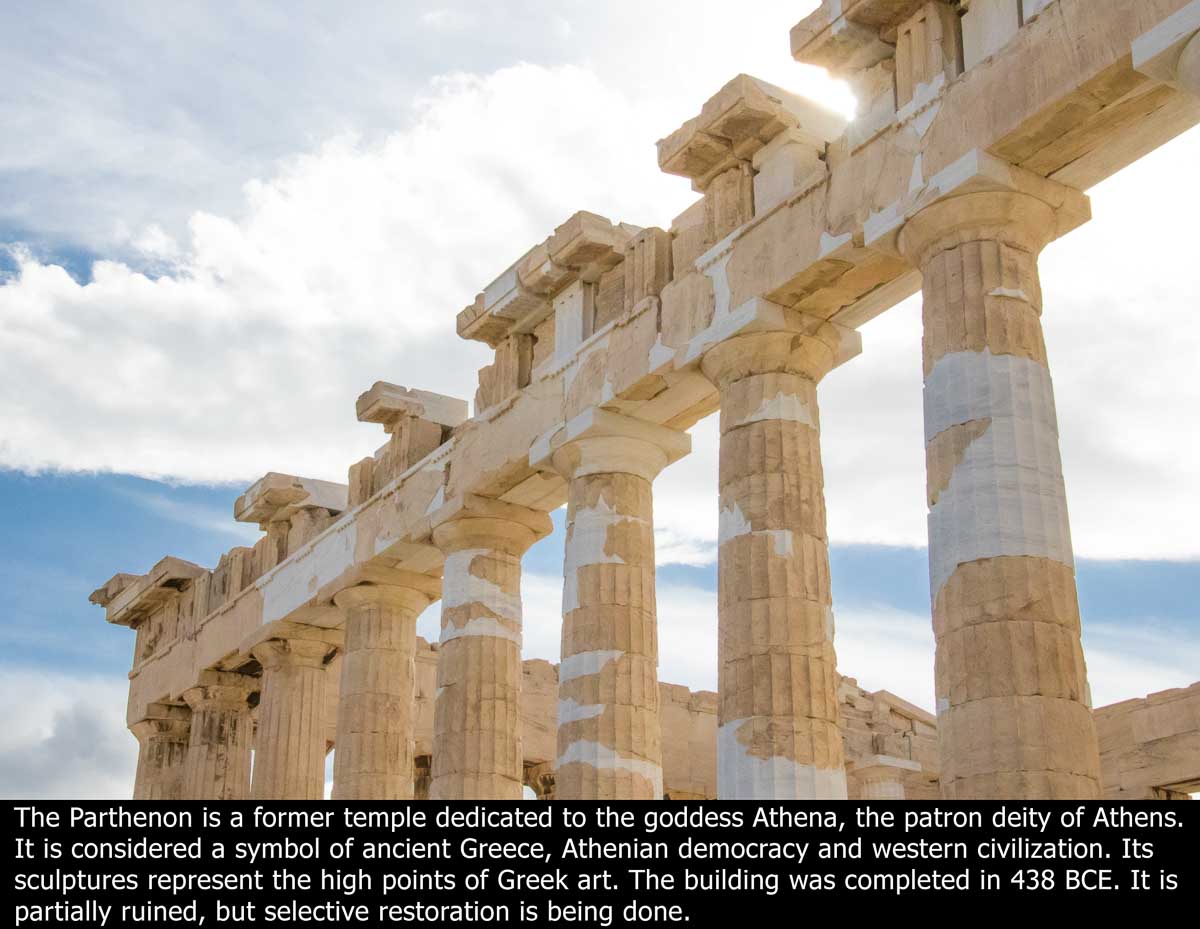 The Parthenon is a former temple dedicated to the goddess Athena, the patron deity of Athens.
It is considered a symbol of ancient Greece, Athenian democracy and western civilization. Its
sculptures represent the high points of Greek art. The building was completed in 438 BCE. It is
partially ruined, but selective restoration is being done.